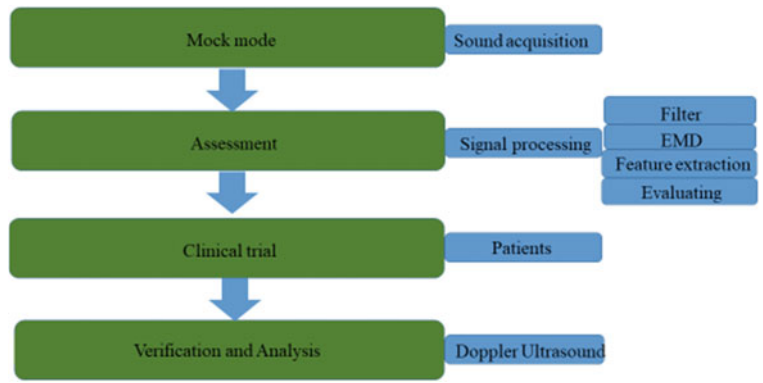 Mock mode
Sound acquisition
Assessment
Signal processing
Filter
EMD
Feature extraction
Evaluating
Clinical trial
Patients
Verification and Analysis
Doppler Ultrasound